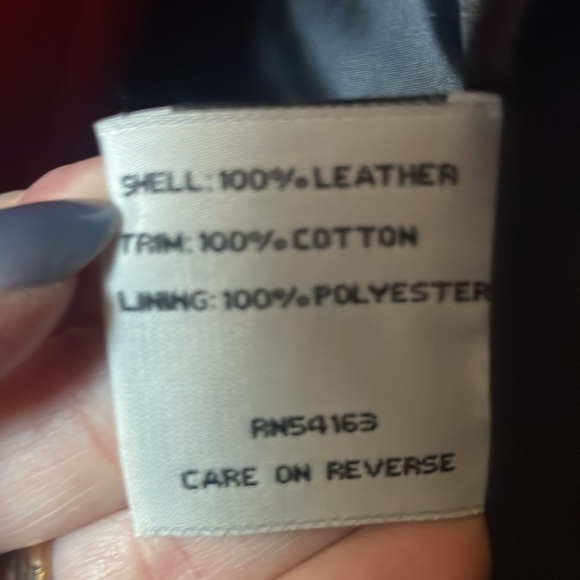 SHELL: 100% LEATHER
TRIM: 100% COTTON
LINING: 100% POLYESTER
RN54163
CARE ON REVERSE